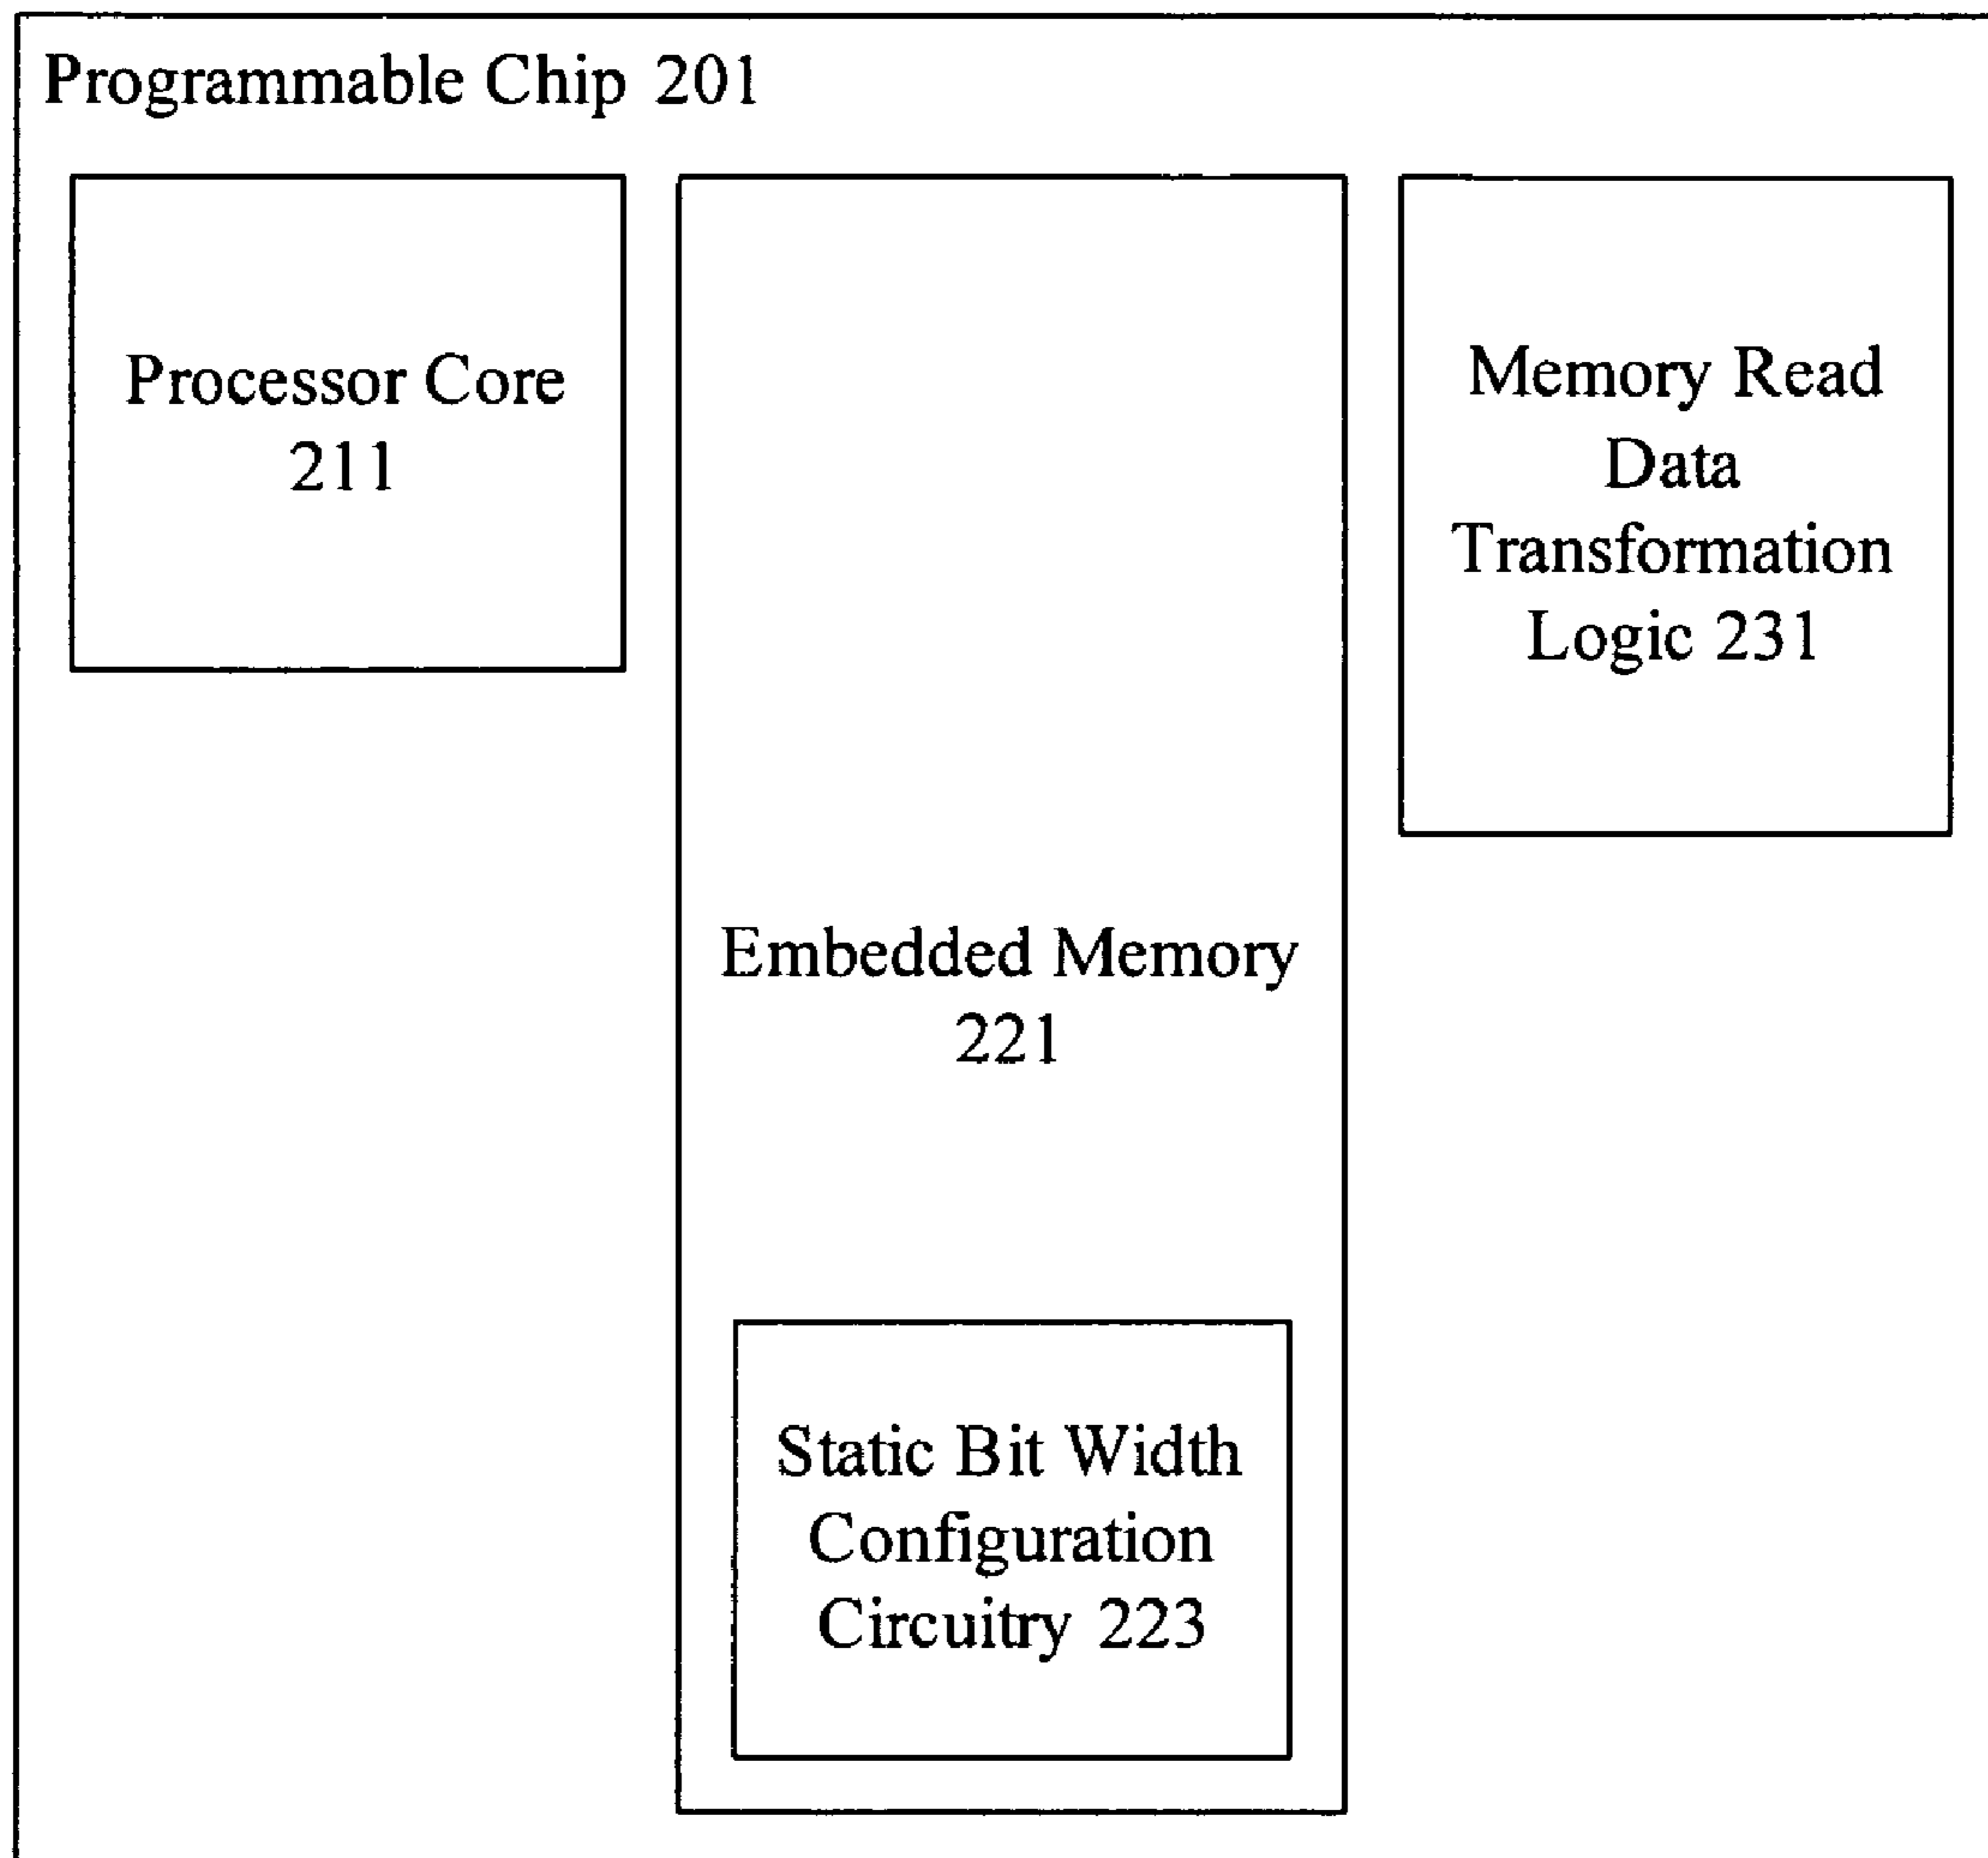 Programmable Chip 201
Processor Core
211
Embedded Memory
221
Static Bit Width
Configuration
Circuitry 223
Memory Read
Data
Transformation
Logic 231